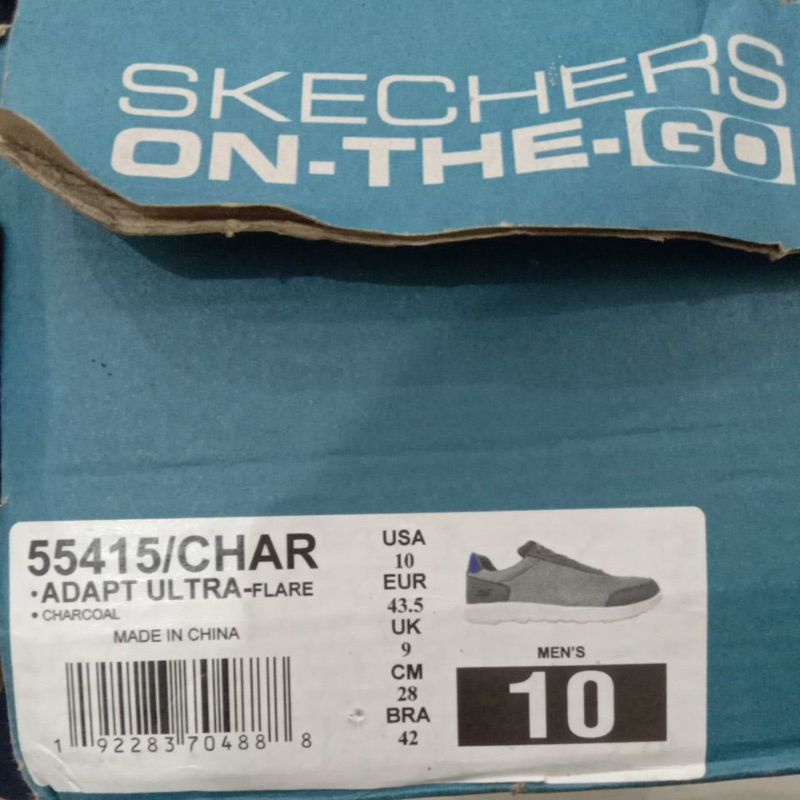 SKECHERS
ON-THE-GO
55415/CHAR
•ADAPT ULTRA-FLARE
• CHARCOAL
MADE IN CHINA
1 92283 70488 8
USA
10
EUR
43.5
UK
9
CM
28
BRA
42
MEN'S
10